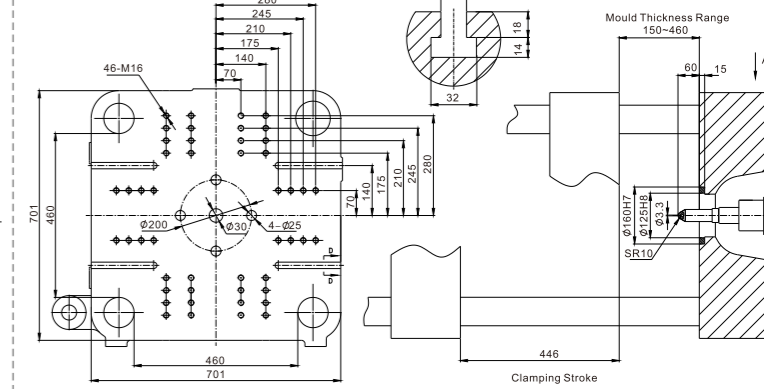 280
245
210
175
140
70
46-M16
701
460
Ø200
Ø30
4-Ø25
70
140
175
210
245
280
D
D
460
701
18
14
32
Mould Thickness Range
150~460
60
15
Ø160H7
Ø125H8
Ø3.3
SR10
446
Clamping Stroke